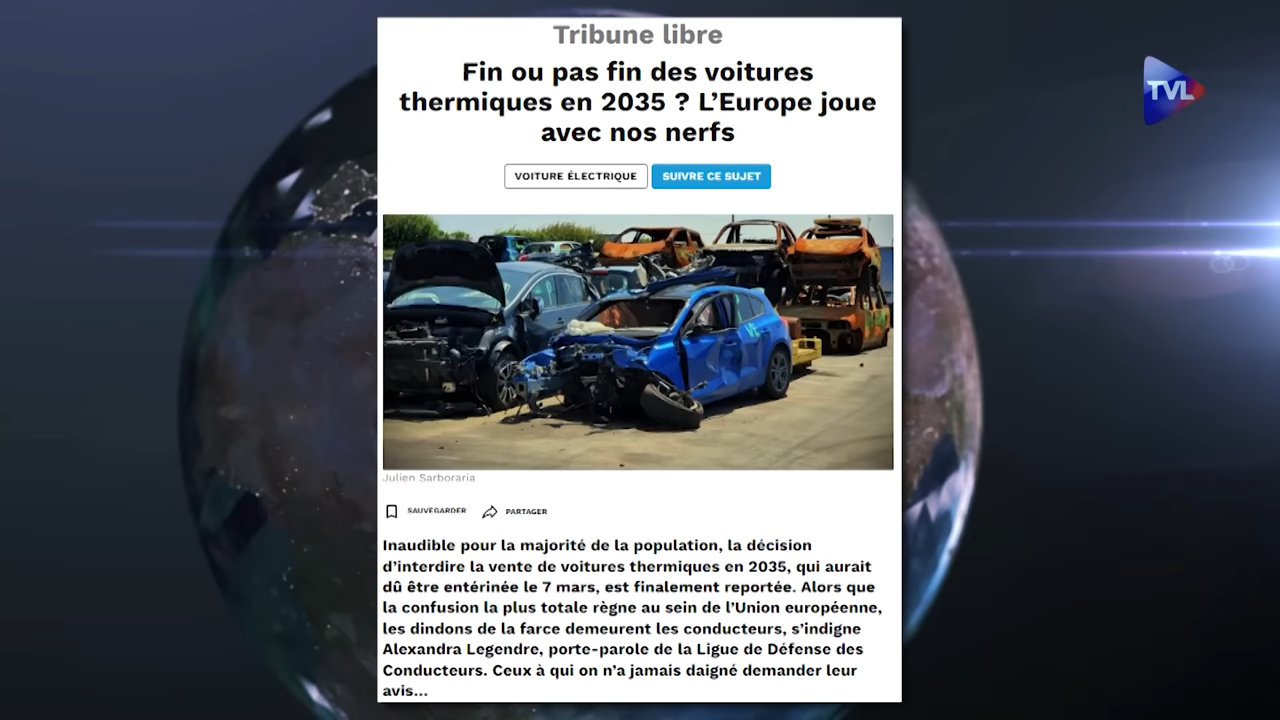 Tribune libre
Fin ou pas fin des voitures
thermiques en 2035 ? L'Europe joue
avec nos nerfs
TVL
VOITURE ÉLECTRIQUE
SUIVRE CE SUJET
Julien Sarboraria
SAUVEGARDER
PARTAGER
Inaudible pour la majorité de la population, la décision
d'interdire la vente de voitures thermiques en 2035, qui aurait
dû être entérinée le 7 mars, est finalement reportée. Alors que
la confusion la plus totale règne au sein de l'Union européenne,
les dindons de la farce demeurent les conducteurs, s'indigne
Alexandra Legendre, porte-parole de la Ligue de Défense des
Conducteurs. Ceux à qui on n'a jamais daigné demander leur
avis...